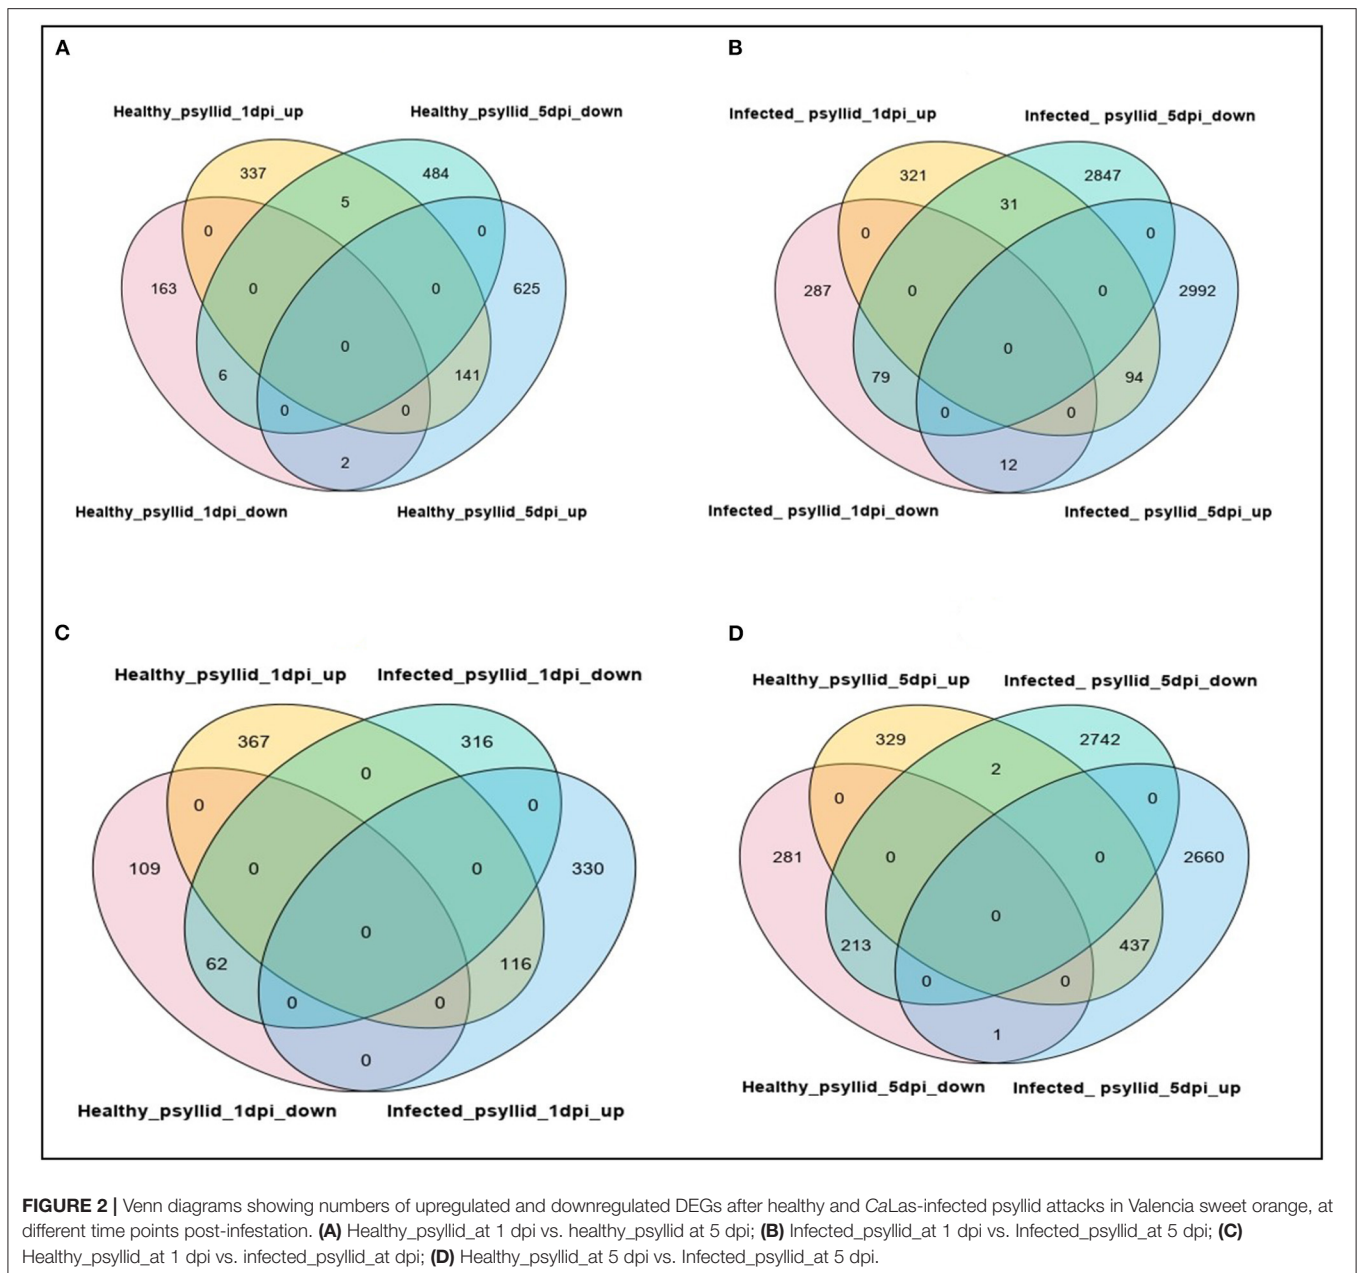 A
B
Healthy_psyllid_1dpi_up
Healthy_psyllid_5dpi_down
337
484
5
0
0
163
0
0
625
0
6
141
0
0
2
Healthy_psyllid_1dpi_down
Healthy_psyllid_5dpi_up
Infected_ psyllid_1dpi_up
Infected_ psyllid_5dpi_down
321
2847
31
0
0
287
0
0
2992
0
79
94
0
0
12
Infected_ psyllid_1dpi_down
Infected_ psyllid_5dpi_up
C
D
Healthy_psyllid_1dpi_up
Infected_psyllid_1dpi_down
367
316
0
0
0
109
0
0
330
0
62
116
0
0
0
Healthy_psyllid_1dpi_down
Infected_psyllid_1dpi_up
Healthy_psyllid_5dpi_up
Infected_ psyllid_5dpi_down
329
2742
2
0
0
281
0
0
2660
0
213
437
0
0
1
Healthy_psyllid_5dpi_down
Infected_ psyllid_5dpi_up
FIGURE 2 | Venn diagrams showing numbers of upregulated and downregulated DEGs after healthy and CaLas-infected psyllid attacks in Valencia sweet orange, at
different time points post-infestation. (A) Healthy_psyllid_at 1 dpi vs. healthy_psyllid at 5 dpi; (B) Infected_psyllid_at 1 dpi vs. Infected_psyllid_at 5 dpi; (C)
Healthy_psyllid_at 1 dpi vs. infected_psyllid_at dpi; (D) Healthy_psyllid_at 5 dpi vs. Infected_psyllid_at 5 dpi.